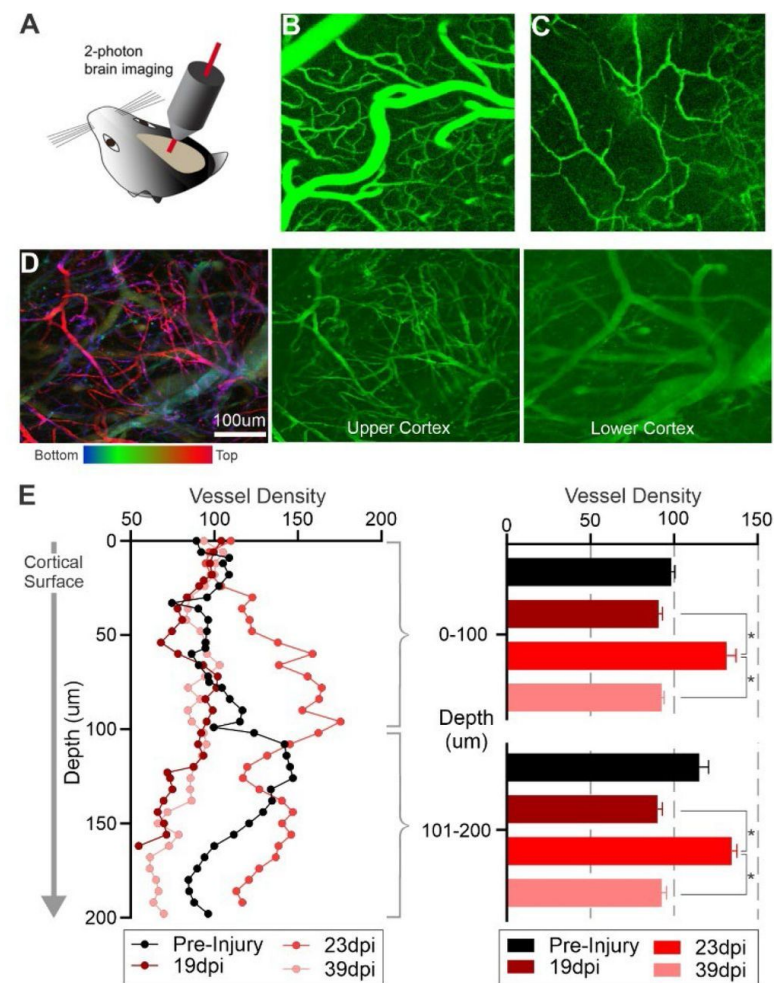 A
2-photon
brain imaging
B
C
D
100um
Upper Cortex
Lower Cortex
Bottom
Top
E
Vessel Density
50 100 150 200
Cortical
Surface
Depth (um)
0
50
100
150
200
Vessel Density
0 50 100 150
0-100
*
*
Depth
(um)
101-200
*
*
Pre-Injury 23dpi
19dpi 39dpi
Pre-Injury 23dpi
19dpi 39dpi